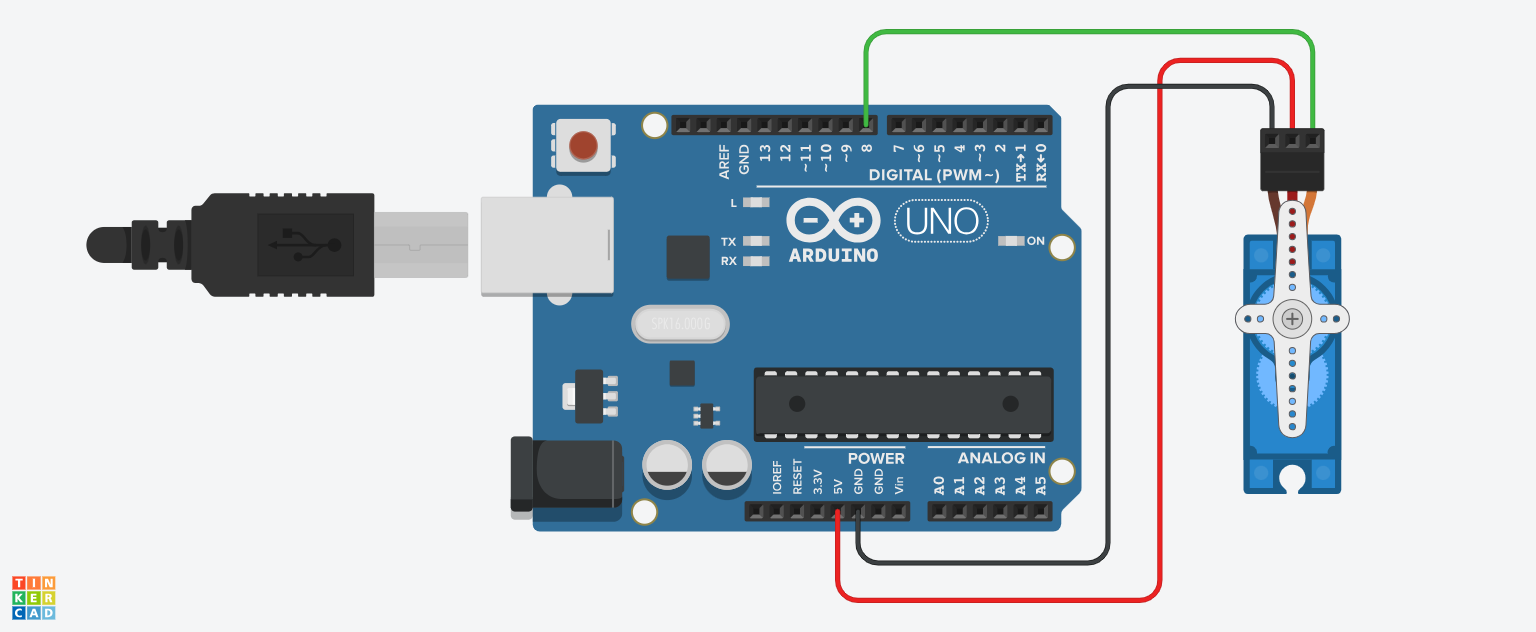 AREF
GND
13
12
~11
~10
~9
8
7
~6
~5
4
~3
2
TX→1
RX←0
DIGITAL (PWM~)
L
TX
RX
ARDUINO
UNO
ON
SPK16.000G
POWER
ANALOG IN
IOREF
RESET
3.3V
5V
GND
GND
Vin
A0
A1
A2
A3
A4
A5
TIN
KER
CAD